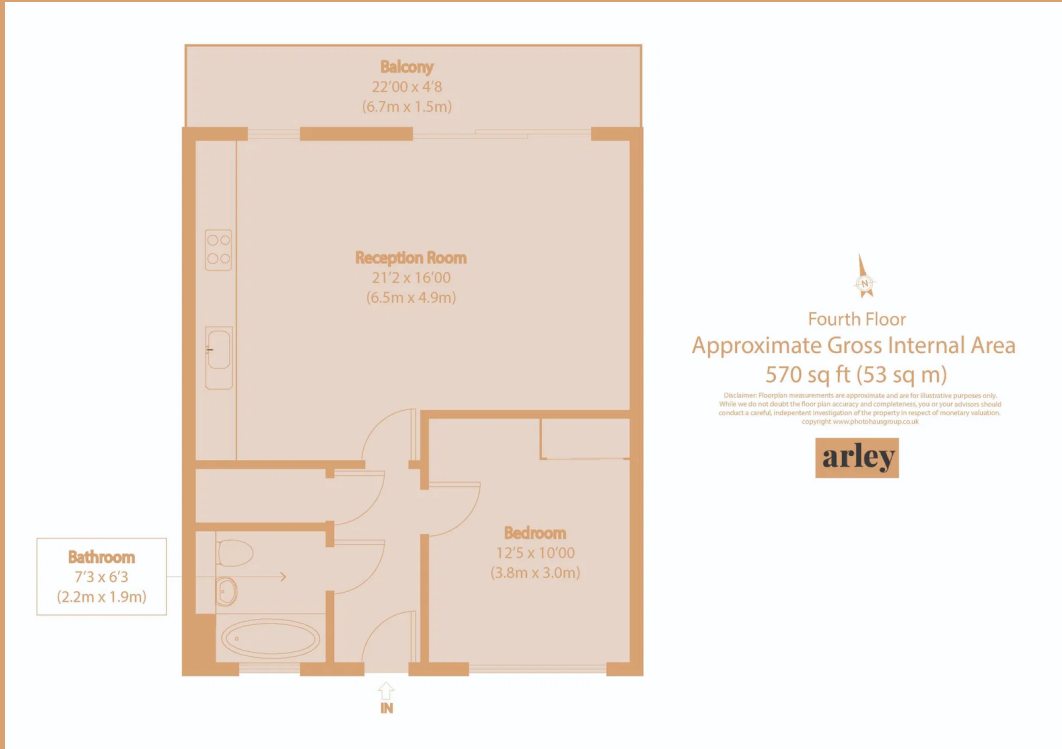 Balcony
22'00 x 4'8
(6.7m x 1.5m)
Reception Room
21'2 x 16'00
(6.5m x 4.9m)
Bedroom
12'5 x 10'00
(3.8m x 3.0m)
Bathroom
7'3 x 6'3
(2.2m x 1.9m)
IN
N
Fourth Floor
Approximate Gross Internal Area
570 sq ft (53 sq m)
Disclaimer: Floorplan measurements are approximate and are for illustrative purposes only.
While we do not doubt the floor plan accuracy and completeness, you or your advisors should
conduct a careful, independent investigation of the property in respect of monetary valuation.
copyright www.photohausgroup.co.uk
arley